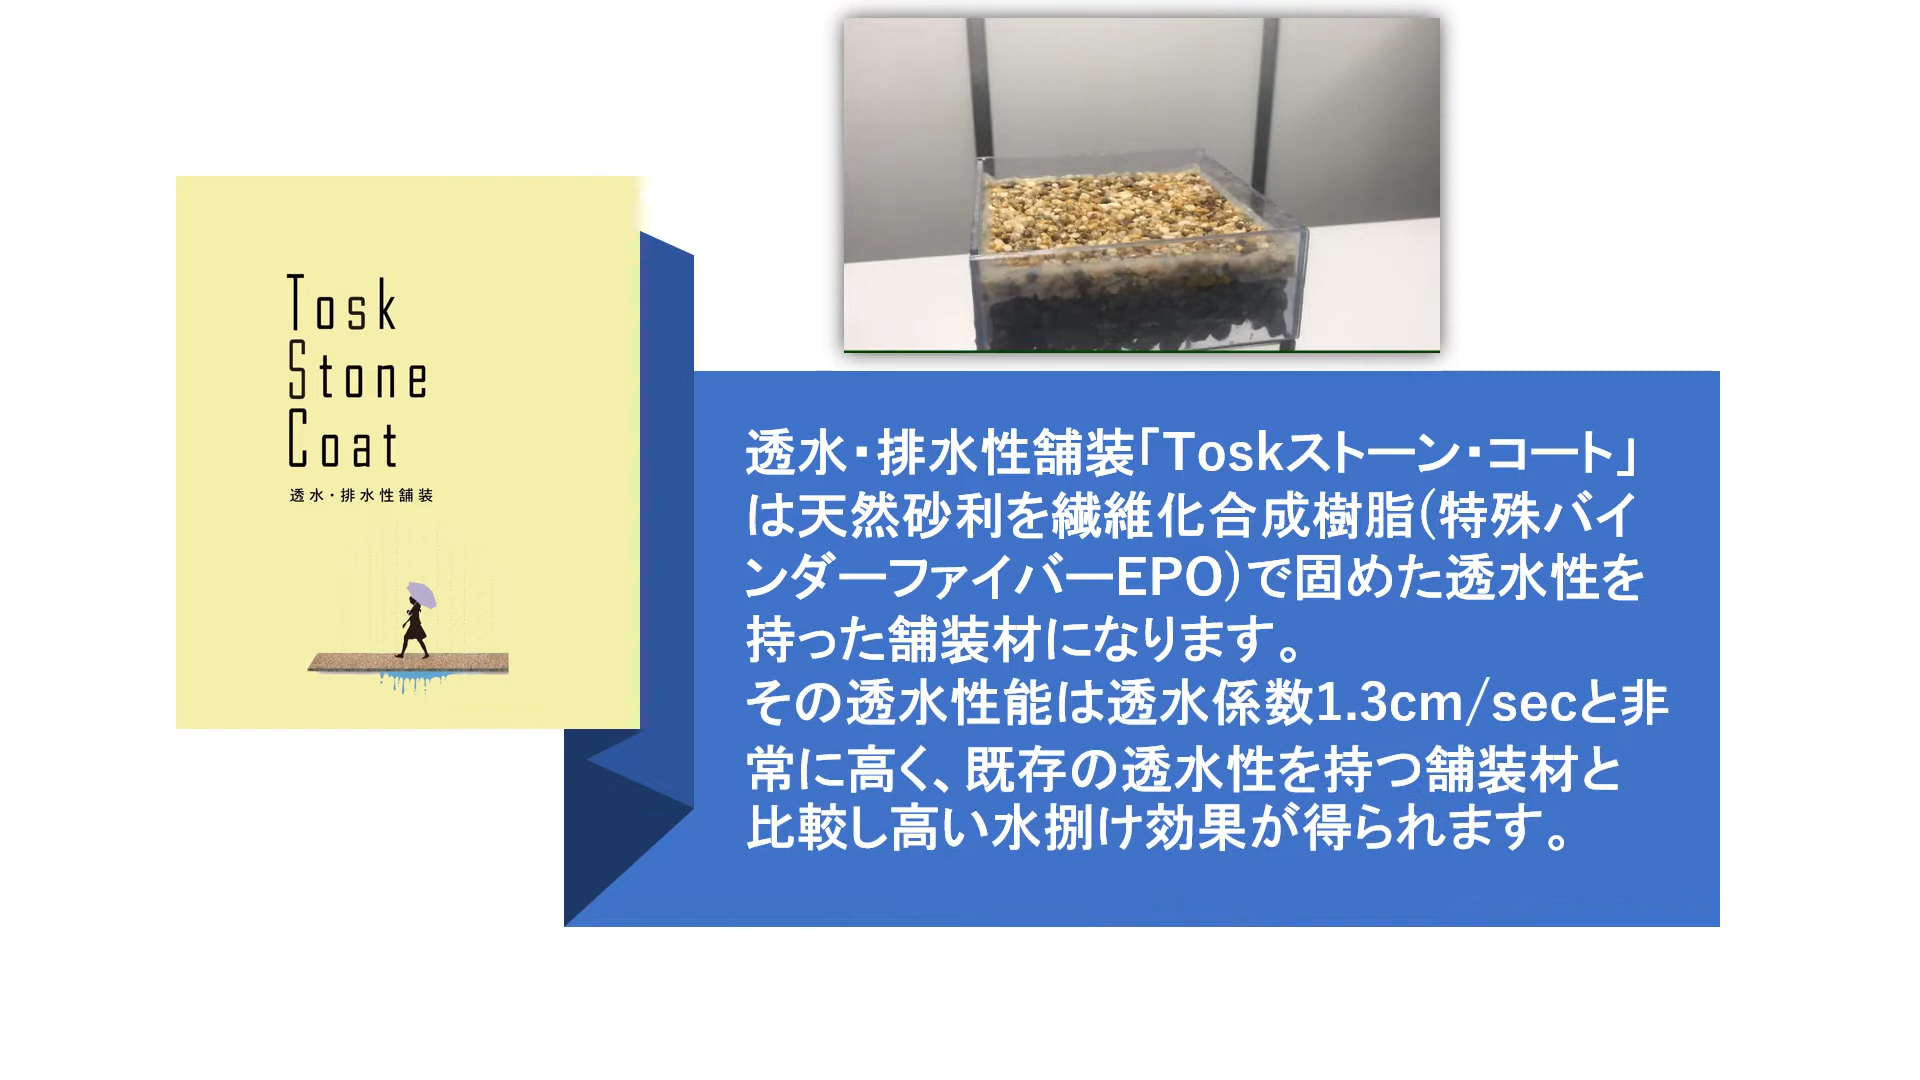 Tosk
Stone
Coat
透水・排水性舗装
透水・排水性舗装「Toskストーン・コート」
は天然砂利を繊維化合成樹脂(特殊バイ
ンダーファイバーEPO)で固めた透水性を
持った舗装材になります。
その透水性能は透水係数1.3cm/secと非
常に高く、既存の透水性を持つ舗装材と
比較し高い水捌け効果が得られます。